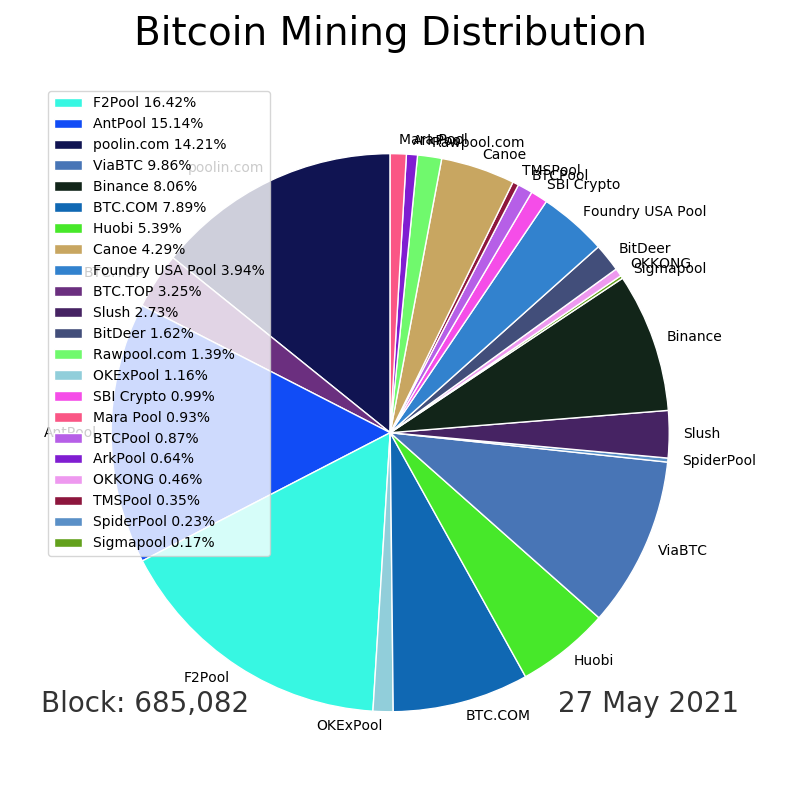 Bitcoin Mining Distribution
F2Pool 16.42%
AntPool 15.14%
poolin.com 14.21%
ViaBTC 9.86%
Binance 8.06%
BTC.COM 7.89%
Huobi 5.39%
Canoe 4.29%
Foundry USA Pool 3.94%
BTC.TOP 3.25%
Slush 2.73%
BitDeer 1.62%
Rawpool.com 1.39%
OKExPool 1.16%
SBI Crypto 0.99%
Mara Pool 0.93%
BTCPool 0.87%
ArkPool 0.64%
OKKONG 0.46%
TMSPool 0.35%
SpiderPool 0.23%
Sigmapool 0.17%
Mara Pool
ArkPool
Rawpool.com
Canoe
TMSPool
BTCPool
SBI Crypto
Foundry USA Pool
BitDeer
OKKONG
Sigmapool
Binance
Slush
SpiderPool
ViaBTC
Huobi
BTC.COM
OKExPool
F2Pool
AntPool
poolin.com
Block: 685,082
27 May 2021